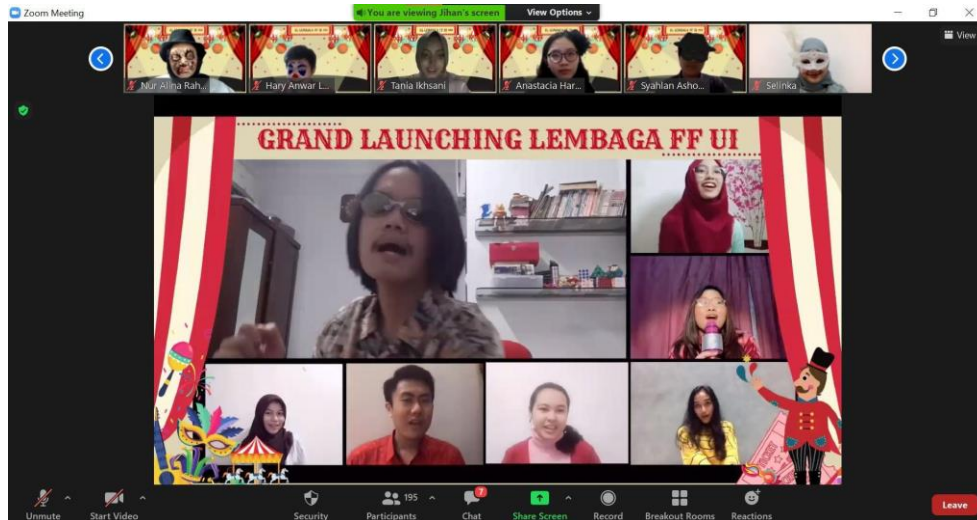 Zoom Meeting
You are viewing Jihan's screen
View Options
View
Nur Alina Rah...
Hary Anwar L...
Tania Ikhsani
Anastacia Har...
Syahlan Asho...
Selinka
GRAND LAUNCHING LEMBAGA FF UI
195
7
Unmute
Start Video
Security
Participants
Chat
Share Screen
Record
Breakout Rooms
Reactions
Leave